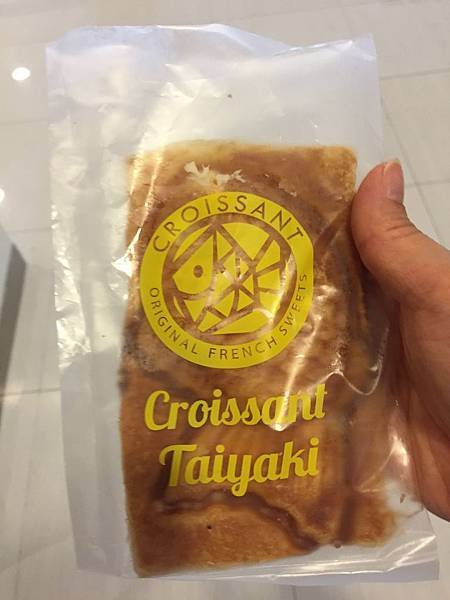 CROISSANT
ORIGINAL FRENCH SWEETS
Croissant
Taiyaki